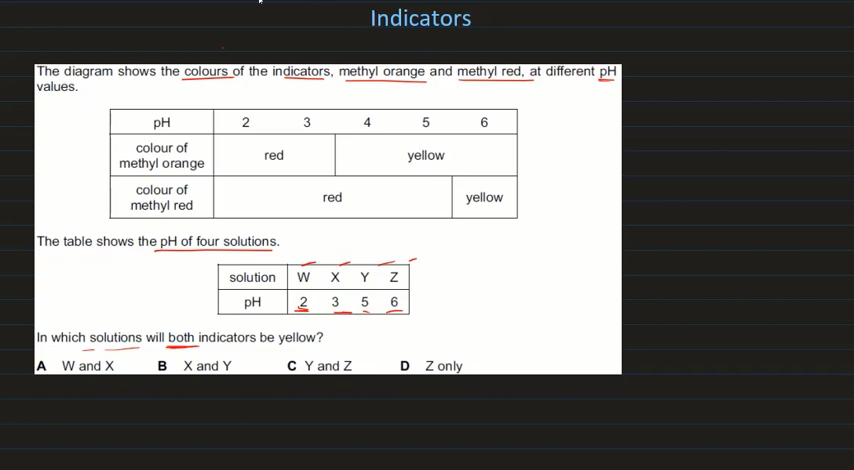 Indicators
The diagram shows the colours of the indicators, methyl orange and methyl red, at different pH
values.
pH 2 3 4 5 6
colour of
methyl orange
red yellow
colour of
methyl red
red yellow
The table shows the pH of four solutions.
solution W X Y Z
pH 2 3 5 6
In which solutions will both indicators be yellow?
A W and X B X and Y C Y and Z D Z only